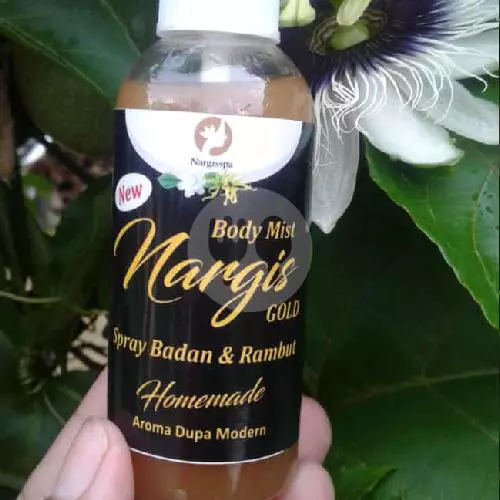 Nargisspa
New
Body Mist
Nargis
GOLD
Spray Badan & Rambut
Homemade
Aroma Dupa Modern